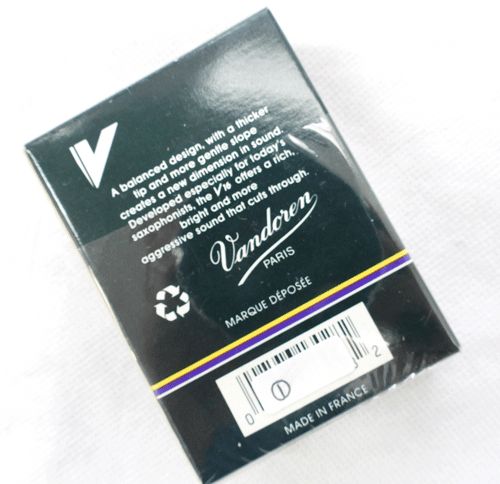 V
A balanced design, with a thicker
tip and more gentle slope
creates a new dimension in sound.
Developed especially for today's
saxophonists, the V16 offers a rich,
bright and more
aggressive sound that cuts through.
Vandoren
PARIS
MARQUE DÉPOSÉE
0 2
MADE IN FRANCE